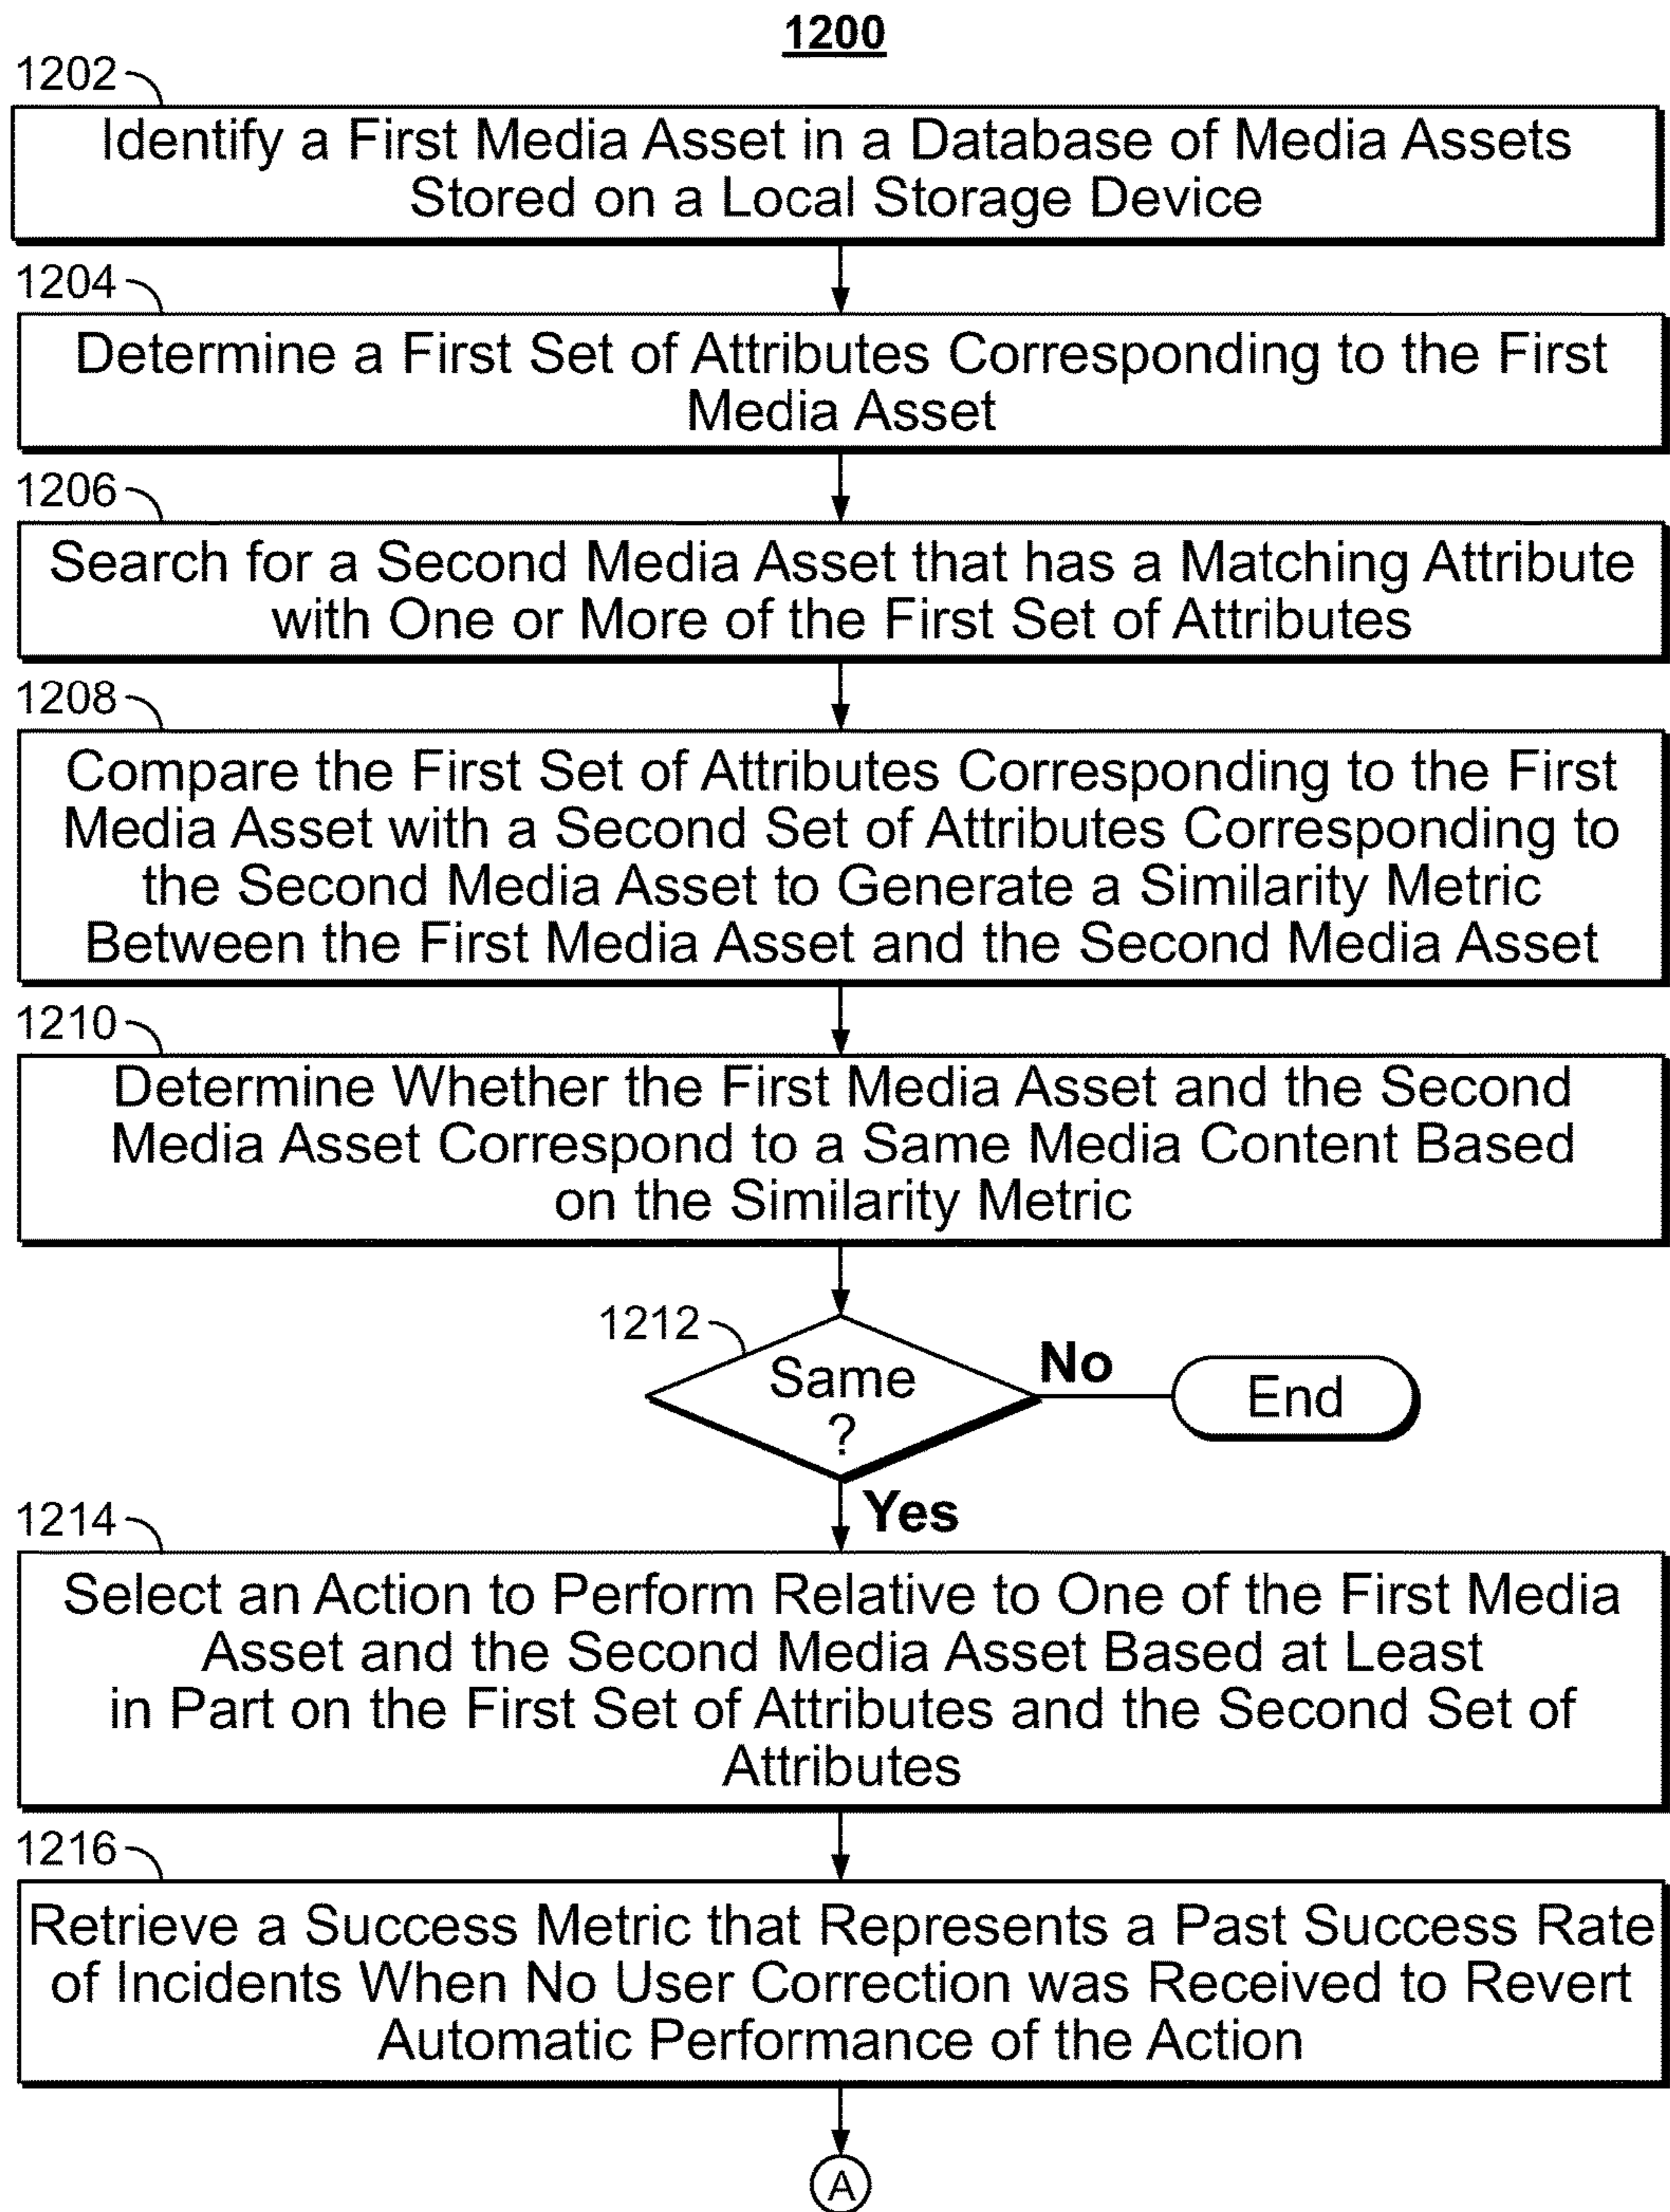 1200
1202
Identify a First Media Asset in a Database of Media Assets
Stored on a Local Storage Device
1204
Determine a First Set of Attributes Corresponding to the First
Media Asset
1206
Search for a Second Media Asset that has a Matching Attribute
with One or More of the First Set of Attributes
1208
Compare the First Set of Attributes Corresponding to the First
Media Asset with a Second Set of Attributes Corresponding to
the Second Media Asset to Generate a Similarity Metric
Between the First Media Asset and the Second Media Asset
1210
Determine Whether the First Media Asset and the Second
Media Asset Correspond to a Same Media Content Based
on the Similarity Metric
1212
Same
?
No
End
Yes
1214
Select an Action to Perform Relative to One of the First Media
Asset and the Second Media Asset Based at Least
in Part on the First Set of Attributes and the Second Set of
Attributes
1216
Retrieve a Success Metric that Represents a Past Success Rate
of Incidents When No User Correction was Received to Revert
Automatic Performance of the Action
A